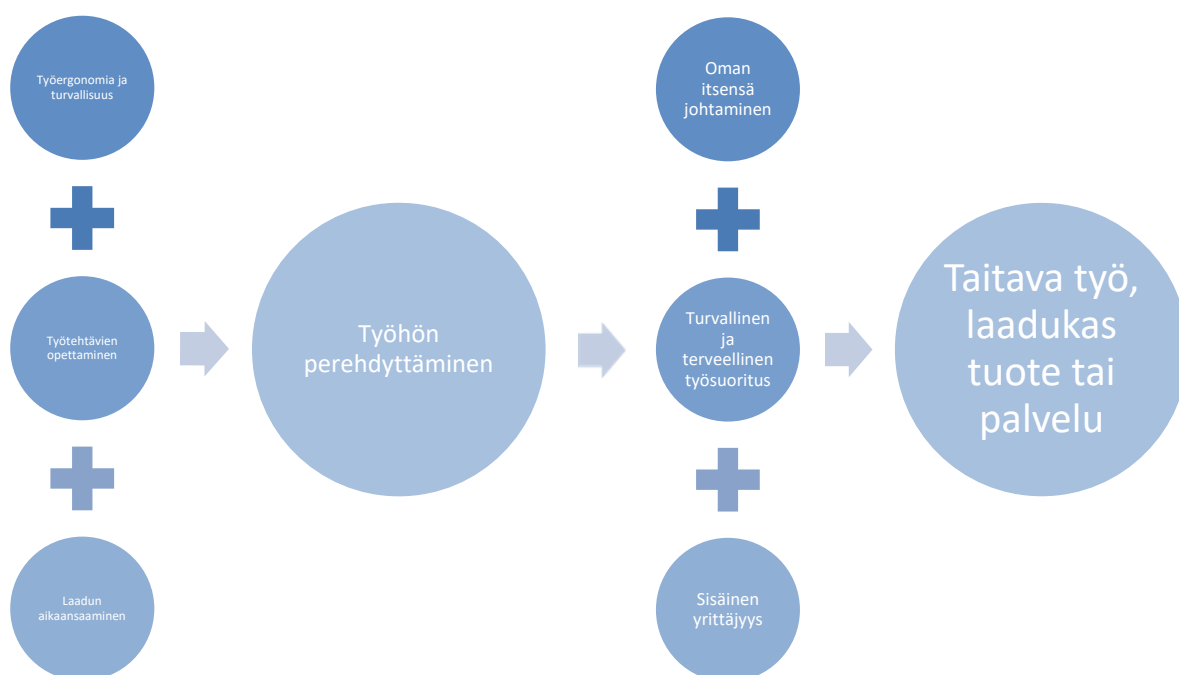 Työergonomia ja
turvallisuus
Työtehtävien
opettaminen
Laadun
aikaansaaminen
Työhön
perehdyttäminen
Oman
itsensä
johtaminen
Turvallinen
ja
terveellinen
työsuoritus
Sisäinen
yrittäjyys
Taitava työ,
laadukas
tuote tai
palvelu